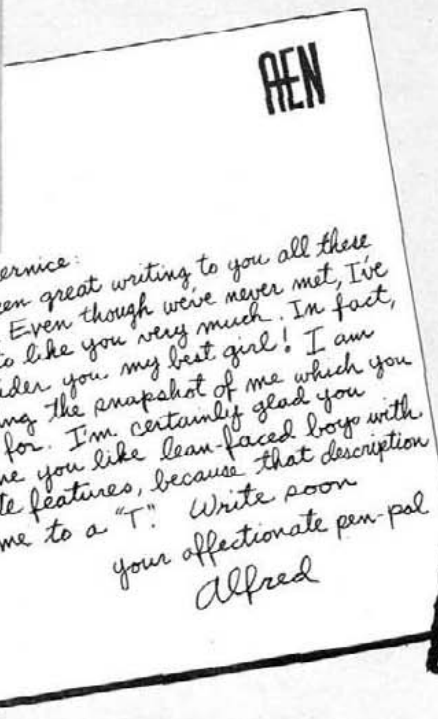 AEN
ernice:
een great writing to you all these
. Even though we've never met, I've
to like you very much. In fact,
ider you my best girl! I am
ing the snapshot of me which you
for. I'm certainly glad you
me you like lean-faced boys with
te features, because that description
me to a "T". Write soon
your affectionate pen-pal
Alfred